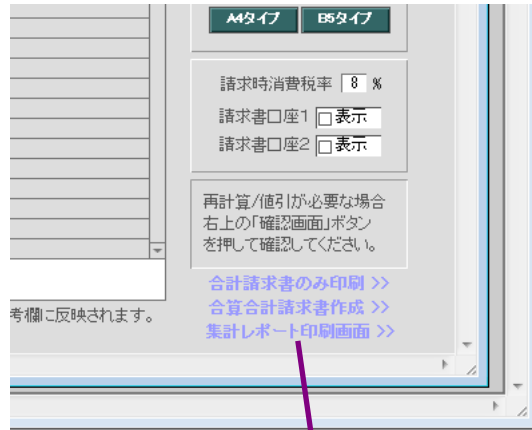 A4タイプ B5タイプ
請求時消費税率 8 %
請求書口座1 表示
請求書口座2 表示
再計算/値引が必要な場合
右上の「確認画面」ボタン
を押して確認してください。
合計請求書のみ印刷 >>
合算合計請求書作成 >>
考欄に反映されます。
集計レポート印刷画面 >>